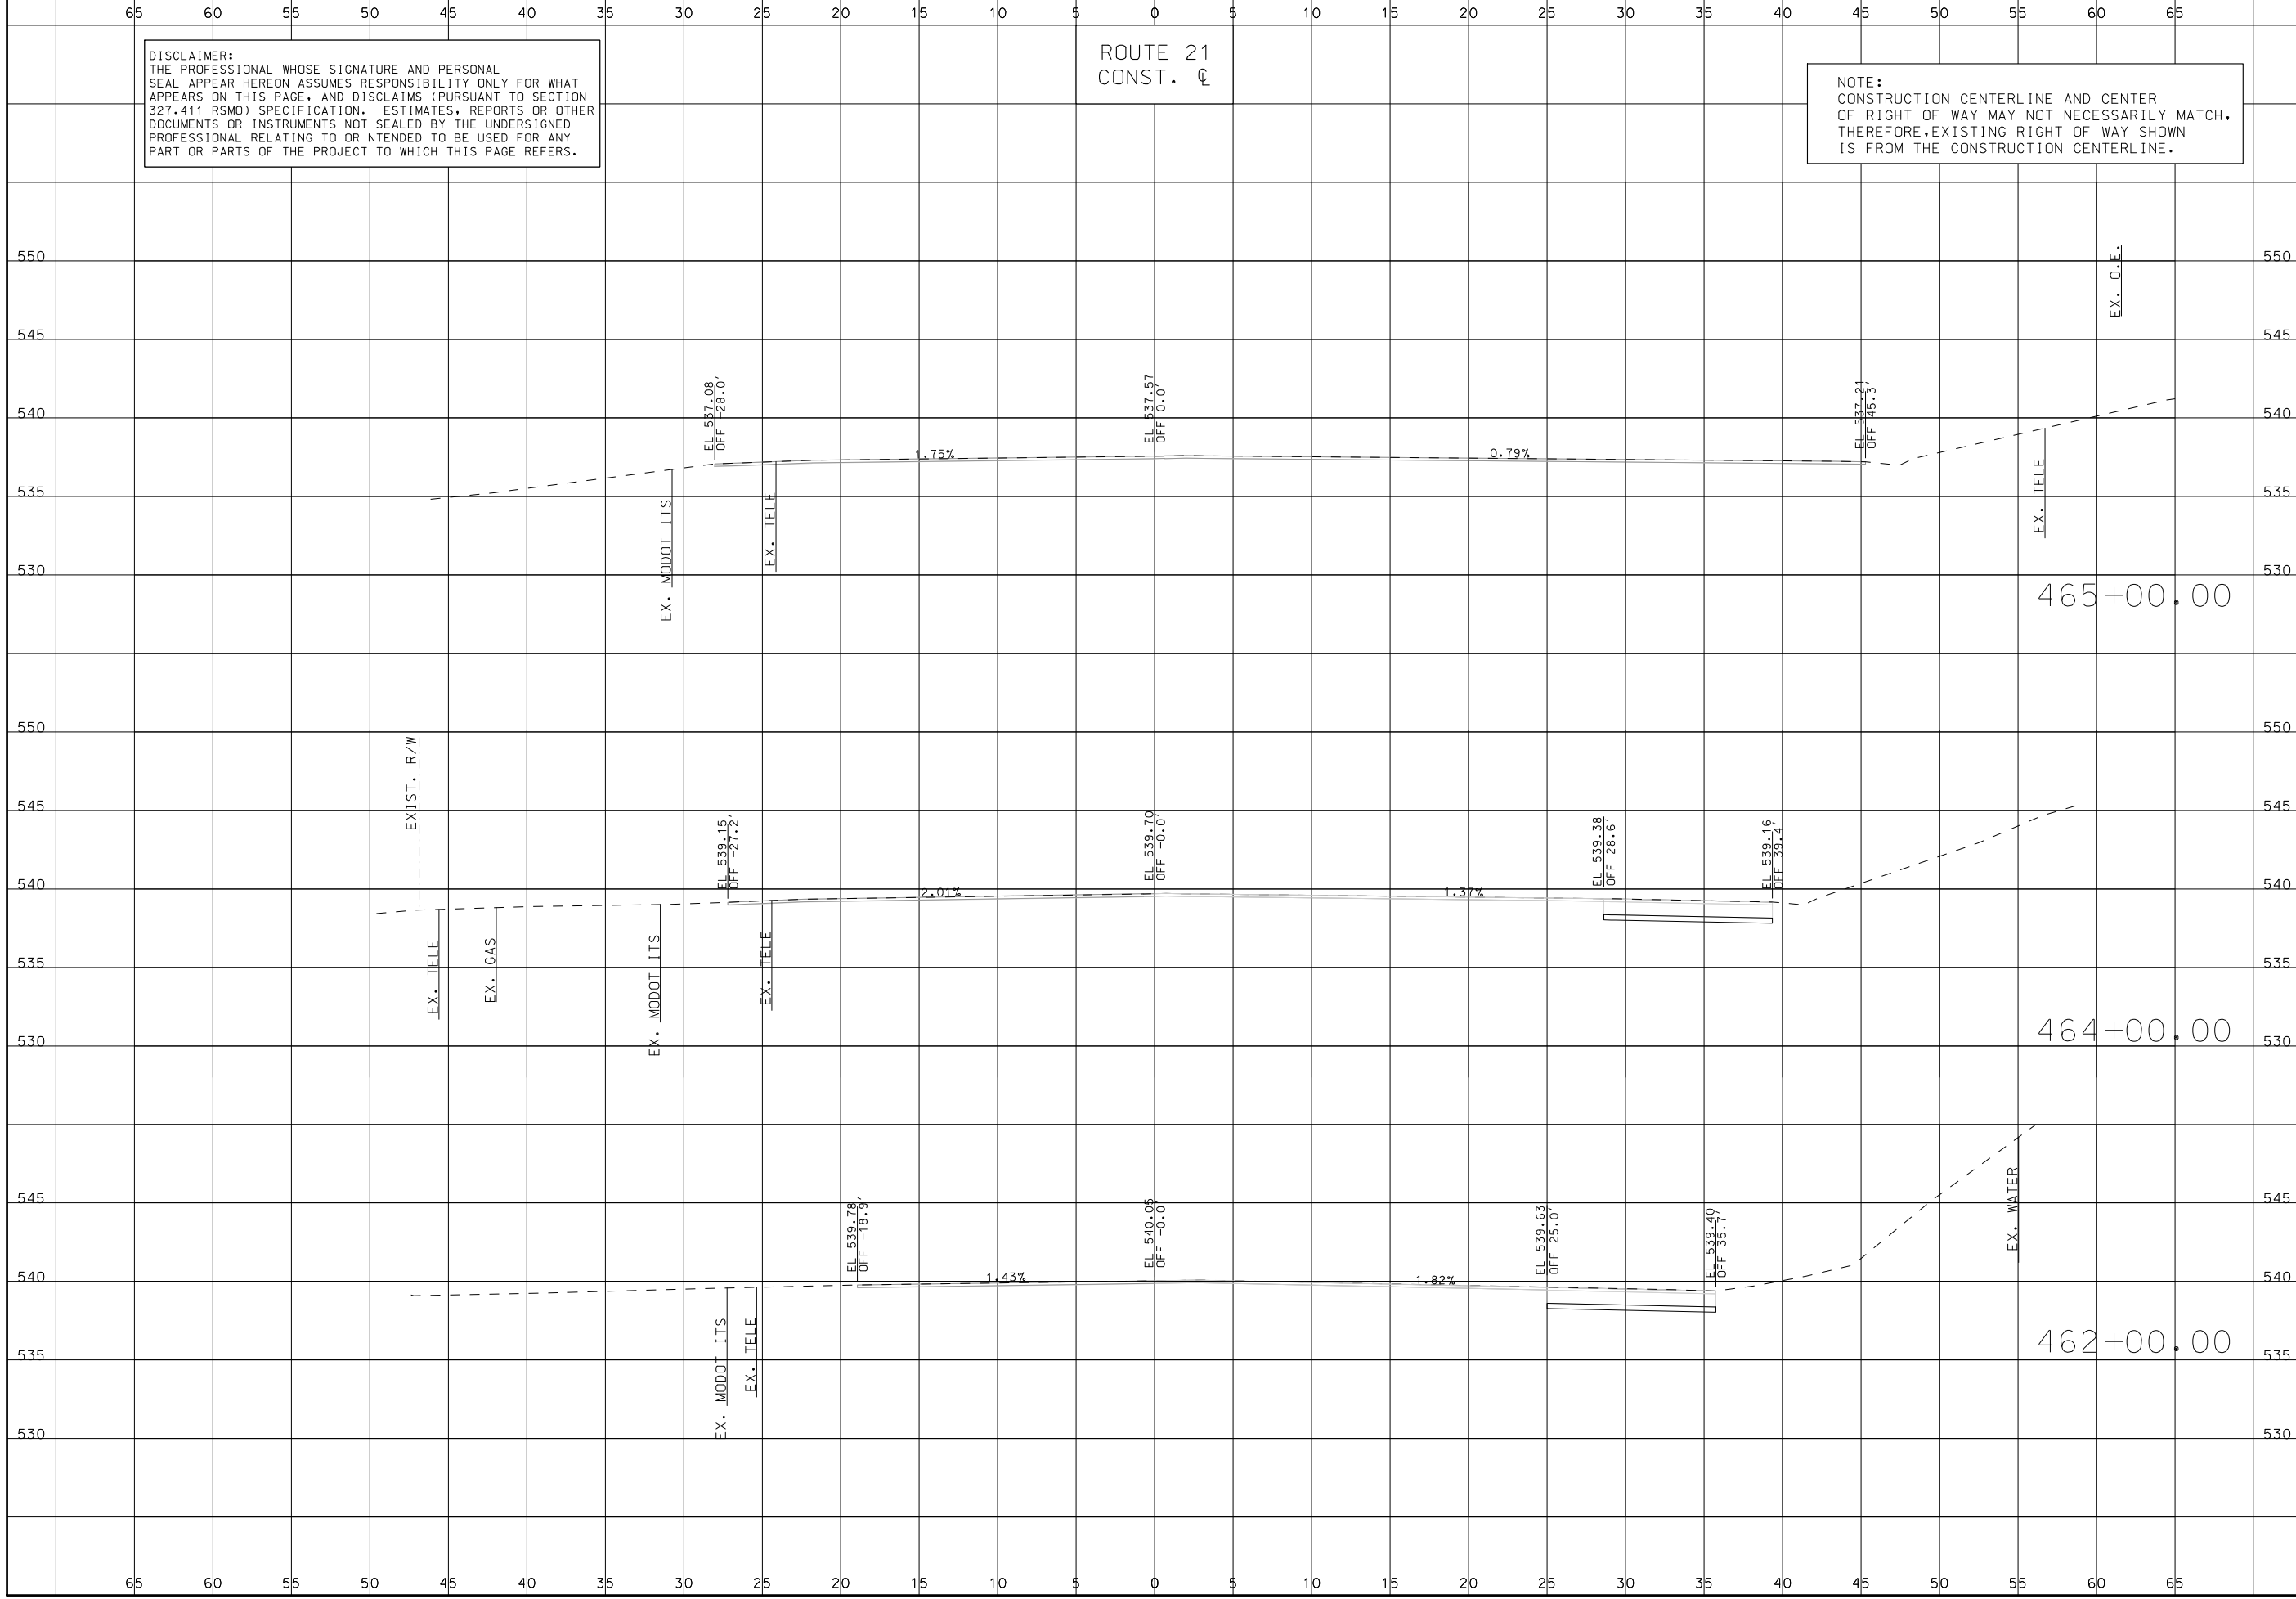 65 60 55 50 45 40 35 30 25 20 15 10 5 0 5 10 15 20 25 30 35 40 45 50 55 60 65
DISCLAIMER:
THE PROFESSIONAL WHOSE SIGNATURE AND PERSONAL
SEAL APPEAR HEREON ASSUMES RESPONSIBILITY ONLY FOR WHAT
APPEARS ON THIS PAGE, AND DISCLAIMS (PURSUANT TO SECTION
327.411 RSMO) SPECIFICATION. ESTIMATES, REPORTS OR OTHER
DOCUMENTS OR INSTRUMENTS NOT SEALED BY THE UNDERSIGNED
PROFESSIONAL RELATING TO OR NTENDED TO BE USED FOR ANY
PART OR PARTS OF THE PROJECT TO WHICH THIS PAGE REFERS.
ROUTE 21
CONST. ℄
NOTE:
CONSTRUCTION CENTERLINE AND CENTER
OF RIGHT OF WAY MAY NOT NECESSARILY MATCH,
THEREFORE,EXISTING RIGHT OF WAY SHOWN
IS FROM THE CONSTRUCTION CENTERLINE.
550 550
EX. O.E.
545 545
EL 537.08
OFF -28.0'
EL 537.57
OFF 0.0'
EL 537.21
OFF 45.3'
540 540
1.75%
0.79%
535 535
EX. MODOT ITS
EX. TELE
EX. TELE
530 530
465+00.00
550 550
EXIST. R/W
545 545
EL 539.15
OFF -27.2'
EL 539.70
OFF -0.0'
EL 539.38
OFF 28.6'
EL 539.16
OFF 39.4'
540 540
2.01%
1.37%
EX. TELE
EX. GAS
EX. MODOT ITS
EX. TELE
535 535
530 530
464+00.00
545 545
EL 539.78
OFF -18.9'
EL 540.05
OFF -0.0'
EL 539.63
OFF 25.0'
EL 539.40
OFF 35.7'
EX. WATER
540 540
1.43%
1.82%
EX. MODOT ITS
EX. TELE
535 535
462+00.00
530 530
65 60 55 50 45 40 35 30 25 20 15 10 5 0 5 10 15 20 25 30 35 40 45 50 55 60 65